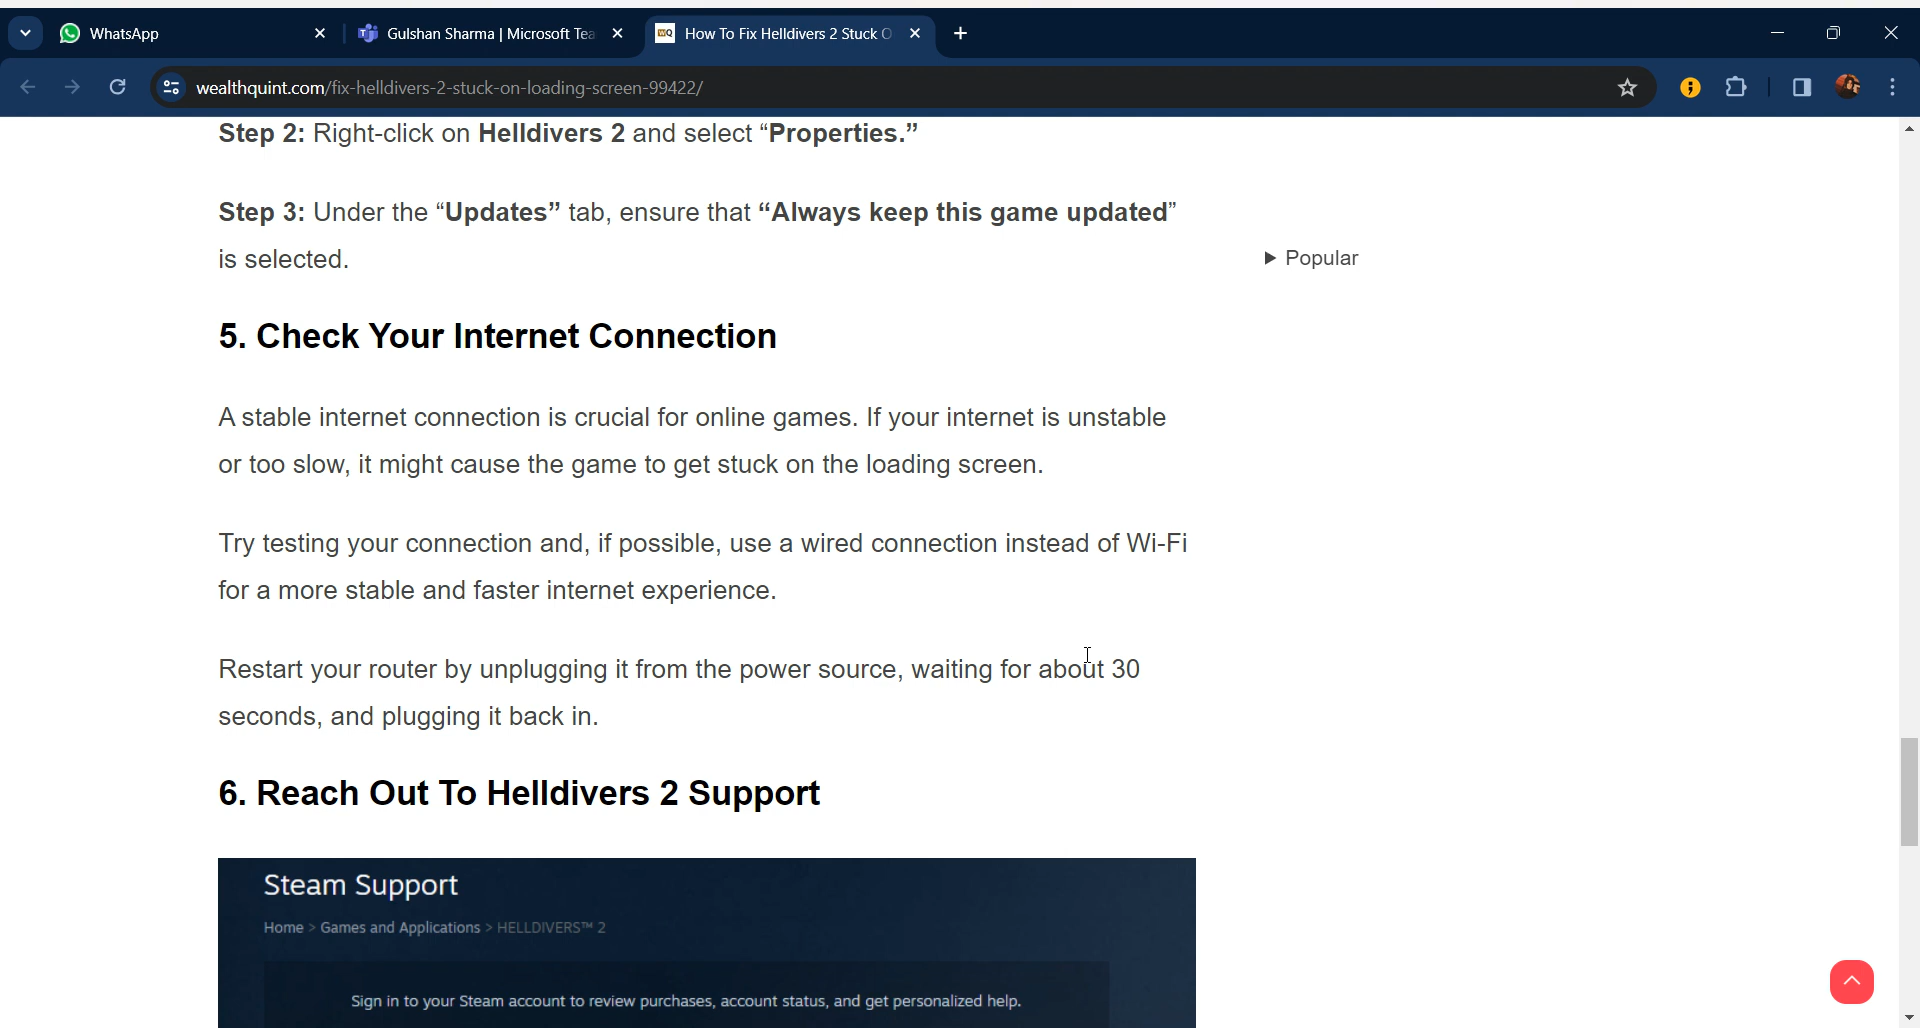 WhatsApp
Gulshan Sharma | Microsoft Tea
WQ
How To Fix Helldivers 2 Stuck O
wealthquint.com/fix-helldivers-2-stuck-on-loading-screen-99422/
Step 2: Right-click on Helldivers 2 and select “Properties.”
Step 3: Under the “Updates” tab, ensure that “Always keep this game updated”
is selected.
Popular
5. Check Your Internet Connection
A stable internet connection is crucial for online games. If your internet is unstable
or too slow, it might cause the game to get stuck on the loading screen.
Try testing your connection and, if possible, use a wired connection instead of Wi-Fi
for a more stable and faster internet experience.
Restart your router by unplugging it from the power source, waiting for about 30
seconds, and plugging it back in.
6. Reach Out To Helldivers 2 Support
Steam Support
Home > Games and Applications > HELLDIVERS™ 2
Sign in to your Steam account to review purchases, account status, and get personalized help.